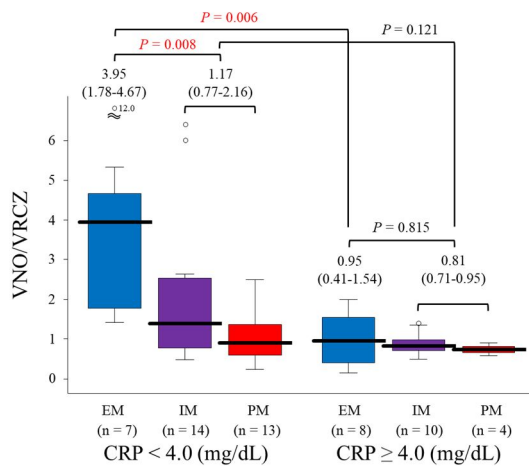 P = 0.006
P = 0.008
P = 0.121
3.95
(1.78-4.67)
1.17
(0.77-2.16)
12.0
VNO/VRCZ
6
5
4
3
2
1
0
P = 0.815
0.95
(0.41-1.54)
0.81
(0.71-0.95)
EM IM PM EM IM PM
(n = 7) (n = 14) (n = 13) (n = 8) (n = 10) (n = 4)
CRP < 4.0 (mg/dL) CRP ≥ 4.0 (mg/dL)